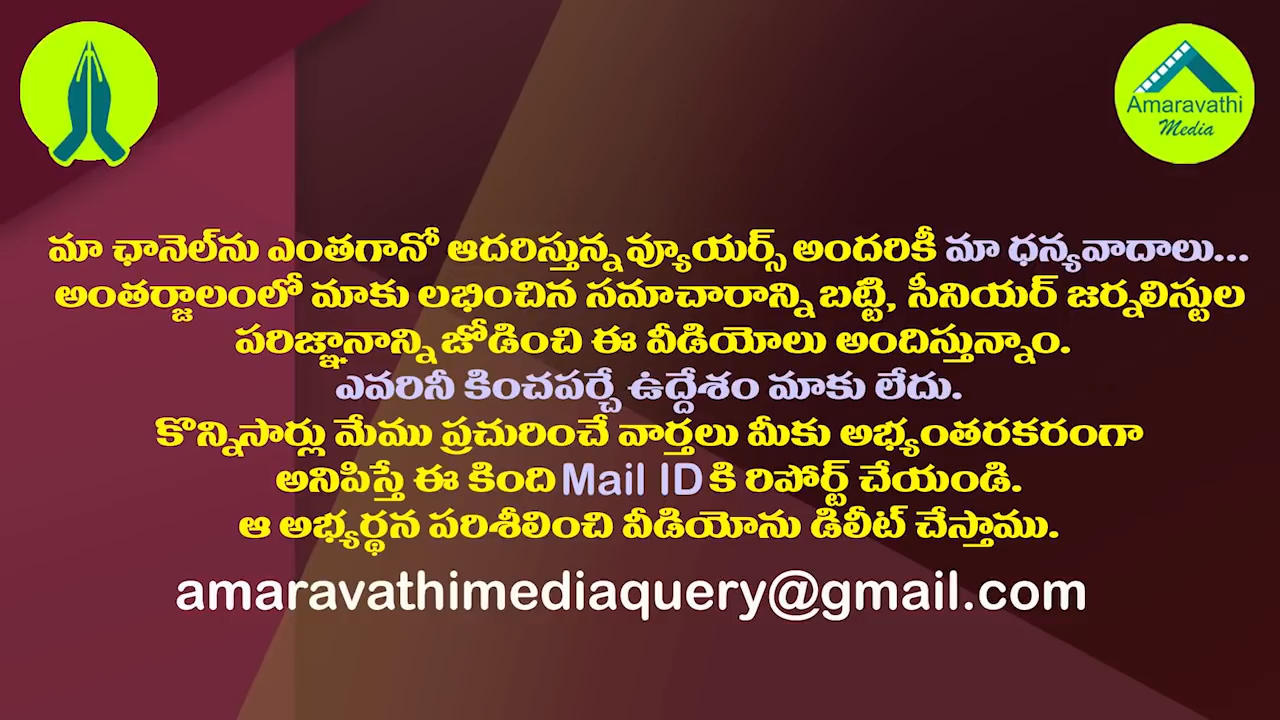 Amaravathi
Media
మా ఛానెల్‌ను ఎంతగానో ఆదరిస్తున్న వ్యూయర్స్ అందరికీ మా ధన్యవాదాలు...
అంతర్జాలంలో మాకు లభించిన సమాచారాన్ని బట్టి, సీనియర్ జర్నలిస్టుల
పరిజ్ఞానాన్ని జోడించి ఈ వీడియోలు అందిస్తున్నాం.
ఎవరినీ కించపర్చే ఉద్దేశం మాకు లేదు.
కొన్నిసార్లు మేము ప్రచురించే వార్తలు మీకు అభ్యంతరకరంగా
అనిపిస్తే ఈ కింది Mail ID కి రిపోర్ట్ చేయండి.
ఆ అభ్యర్థన పరిశీలించి వీడియోను డిలీట్ చేస్తాము.
amaravathimediaquery@gmail.com